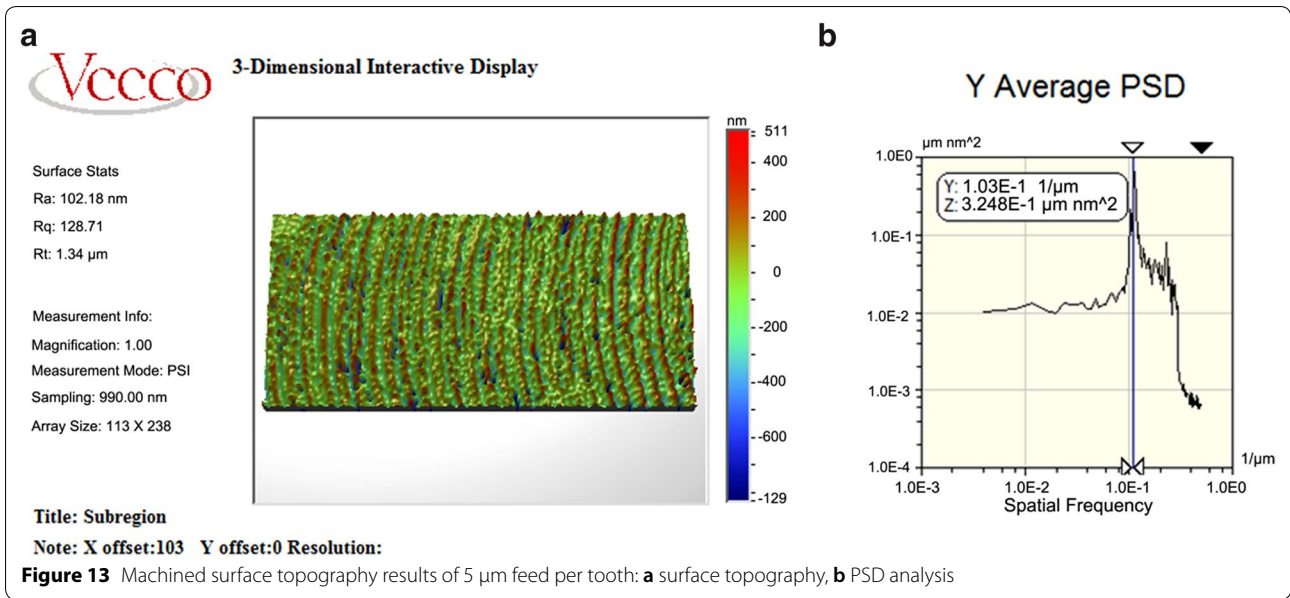 a
b
Vccco
3-Dimensional Interactive Display
Surface Stats
Ra: 102.18 nm
Rq: 128.71
Rt: 1.34 µm
Measurement Info:
Magnification: 1.00
Measurement Mode: PSI
Sampling: 990.00 nm
Array Size: 113 X 238
Title: Subregion
Note: X offset:103 Y offset:0 Resolution:
nm
511
400
200
0
-200
-400
-600
-129
Y Average PSD
µm nm^2
1.0E0
1.0E-1
1.0E-2
1.0E-3
1.0E-4
Y: 1.03E-1 1/µm
Z: 3.248E-1 µm nm^2
1/µm
1.0E-3
1.0E-2
1.0E-1
1.0E0
Spatial Frequency
Figure 13 Machined surface topography results of 5 µm feed per tooth: a surface topography, b PSD analysis